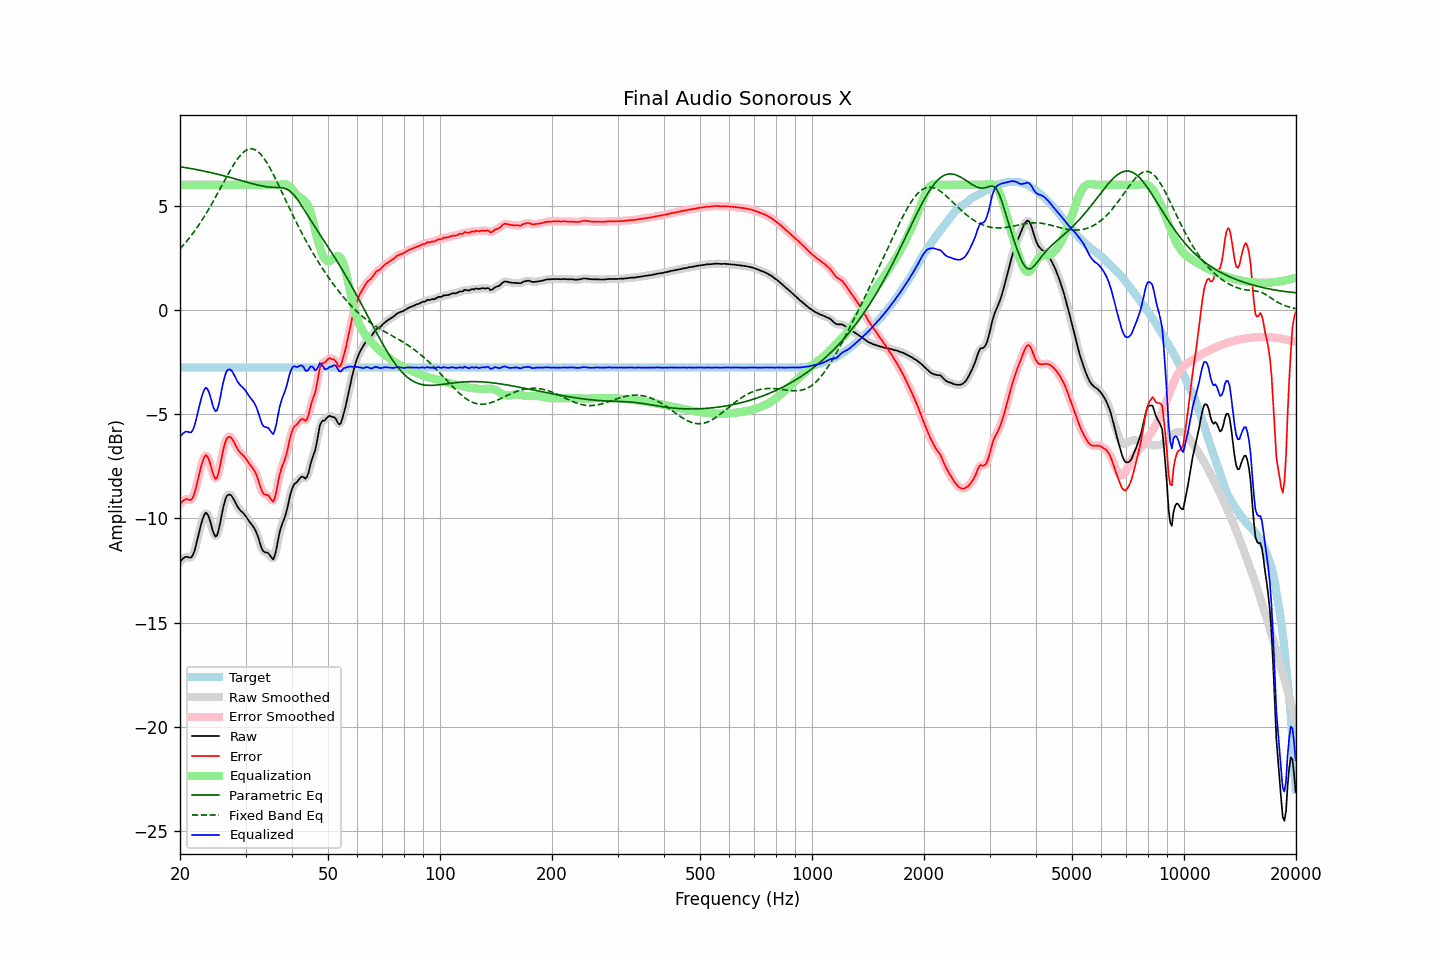 Final Audio Sonorous X
Amplitude (dBr)
5
0
−5
−10
−15
−20
−25
Target
Raw Smoothed
Error Smoothed
Raw
Error
Equalization
Parametric Eq
Fixed Band Eq
Equalized
20 50 100 200 500 1000 2000 5000 10000 20000
Frequency (Hz)